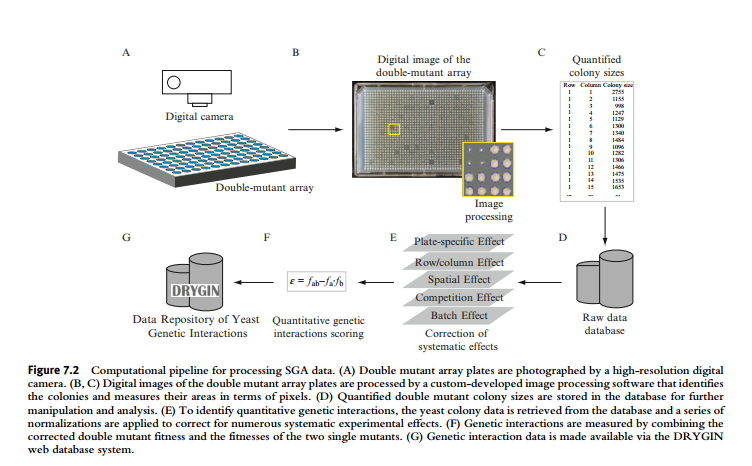 A
B
C
Digital camera
Double-mutant array
Digital image of the
double-mutant array
Image
processing
Quantified
colony sizes
Row Column Colony size
1 1 2755
1 2 1155
1 3 998
1 4 1247
1 5 1129
1 6 1300
1 7 1340
1 8 1484
1 9 1096
1 10 1282
1 11 1306
1 12 1466
1 13 1475
1 14 1535
1 15 1653
... ... ...
G
F
E
D
DRYGIN
Data Repository of Yeast
Genetic Interactions
ε = fab−fa·fb
Quantitative genetic
interactions scoring
Plate-specific Effect
Row/column Effect
Spatial Effect
Competition Effect
Batch Effect
Correction of
systematic effects
Raw data
database
Figure 7.2 Computational pipeline for processing SGA data. (A) Double mutant array plates are photographed by a high-resolution digital
camera. (B, C) Digital images of the double mutant array plates are processed by a custom-developed image processing software that identifies
the colonies and measures their areas in terms of pixels. (D) Quantified double mutant colony sizes are stored in the database for further
manipulation and analysis. (E) To identify quantitative genetic interactions, the yeast colony data is retrieved from the database and a series of
normalizations are applied to correct for numerous systematic experimental effects. (F) Genetic interactions are measured by combining the
corrected double mutant fitness and the fitnesses of the two single mutants. (G) Genetic interaction data is made available via the DRYGIN
web database system.